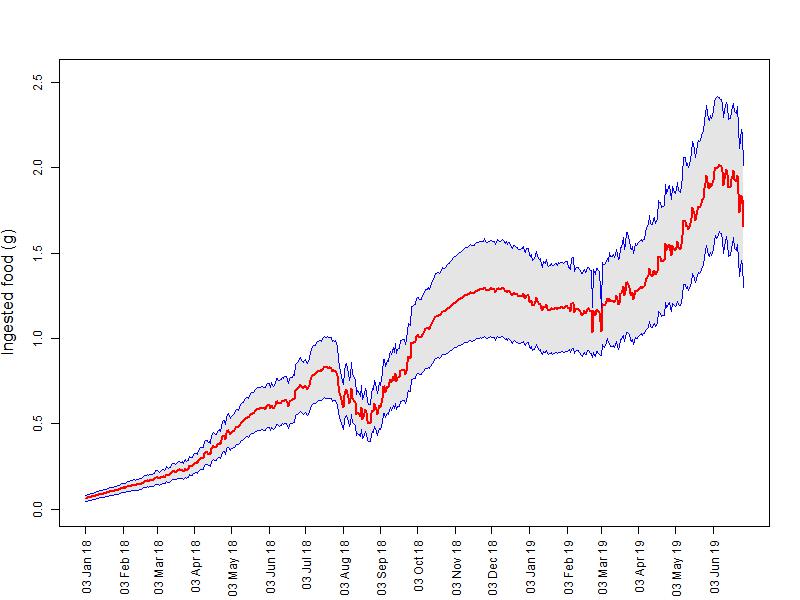 Ingested food (g)
2.5
2.0
1.5
1.0
0.5
0.0
03 Jan 18
03 Feb 18
03 Mar 18
03 Apr 18
03 May 18
03 Jun 18
03 Jul 18
03 Aug 18
03 Sep 18
03 Oct 18
03 Nov 18
03 Dec 18
03 Jan 19
03 Feb 19
03 Mar 19
03 Apr 19
03 May 19
03 Jun 19